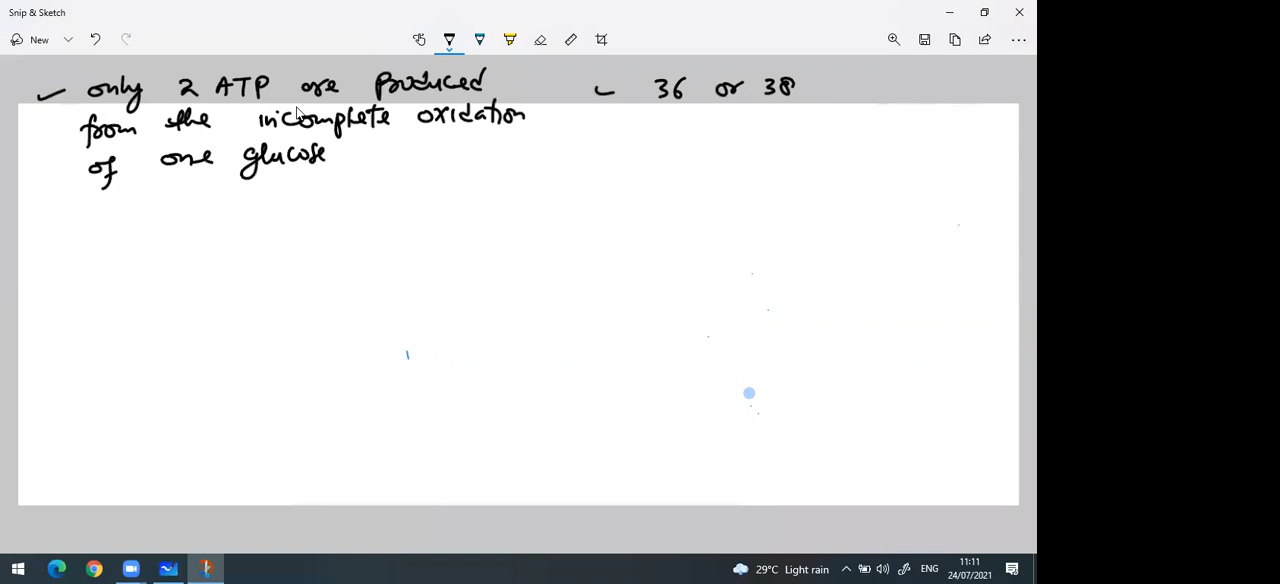 Snip & Sketch
New
only 2 ATP are produced
from the incomplete oxidation
of one glucose
36 or 38
29°C Light rain
ENG
11:11
24/07/2021